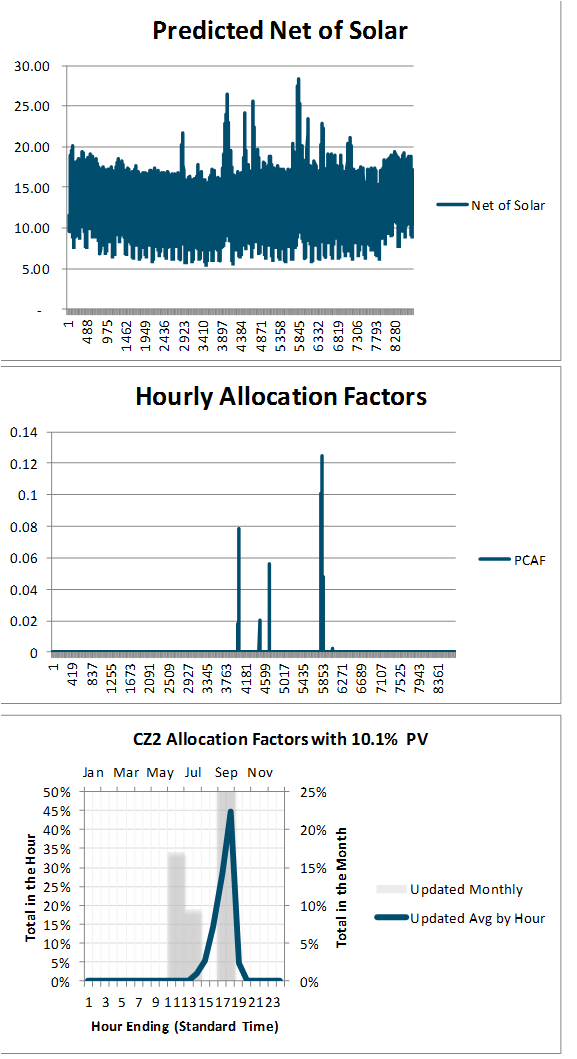 Predicted Net of Solar
30.00
25.00
20.00
15.00
10.00
5.00
-
Net of Solar
1 488 975 1462 1949 2436 2923 3410 3897 4384 4871 5358 5845 6332 6819 7306 7793 8280
Hourly Allocation Factors
0.14
0.12
0.1
0.08
0.06
0.04
0.02
0
PCAF
1 419 837 1255 1673 2091 2509 2927 3345 3763 4181 4599 5017 5435 5853 6271 6689 7107 7525 7943 8361
CZ2 Allocation Factors with 10.1% PV
Jan Mar May Jul Sep Nov
50% 25%
45%
40% 20%
35%
30% 15%
25%
20% 10%
15%
10% 5%
5%
0% 0%
Total in the Hour
Total in the Month
Updated Monthly
Updated Avg by Hour
1 3 5 7 9 11 13 15 17 19 21 23
Hour Ending (Standard Time)